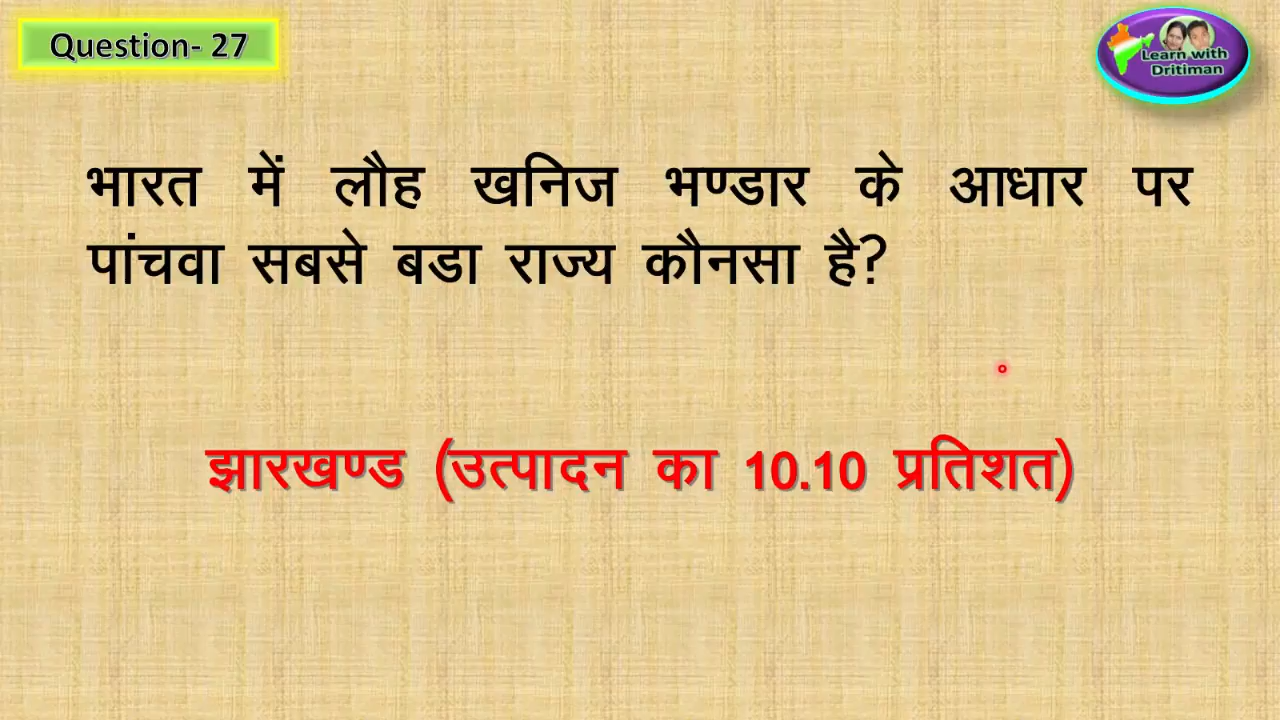 Question- 27
Learn with
Dritiman
भारत में लौह खनिज भण्डार के आधार पर
पांचवा सबसे बडा राज्य कौनसा है?
झारखण्ड (उत्पादन का 10.10 प्रतिशत)